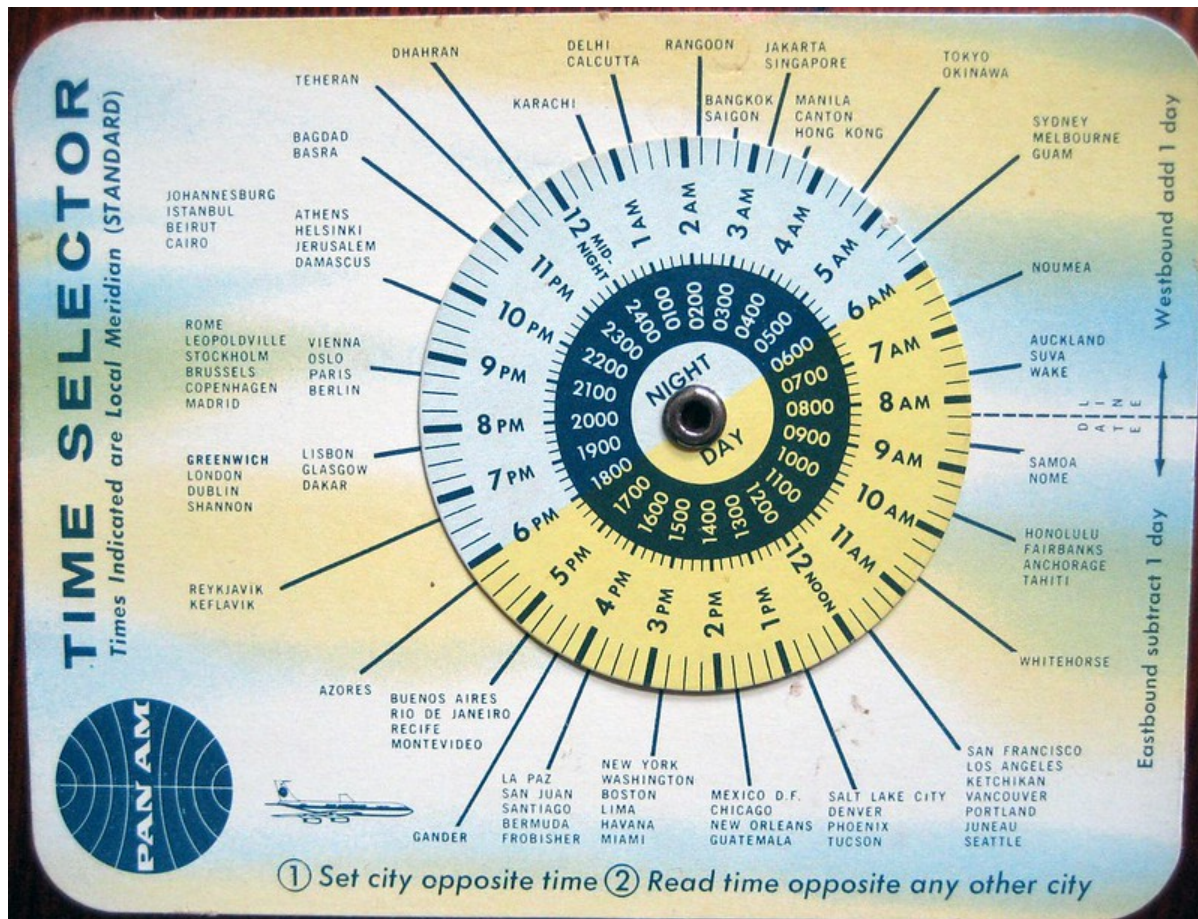 TIME SELECTOR
Times Indicated are Local Meridian (STANDARD)
DHAHRAN
TEHERAN
BAGDAD
BASRA
JOHANNESBURG
ISTANBUL
BEIRUT
CAIRO
ATHENS
HELSINKI
JERUSALEM
DAMASCUS
ROME
LEOPOLDVILLE
STOCKHOLM
BRUSSELS
COPENHAGEN
MADRID
VIENNA
OSLO
PARIS
BERLIN
GREENWICH
LONDON
DUBLIN
SHANNON
LISBON
GLASGOW
DAKAR
REYKJAVIK
KEFLAVIK
KARACHI
DELHI
CALCUTTA
RANGOON
BANGKOK
SAIGON
JAKARTA
SINGAPORE
MANILA
CANTON
HONG KONG
TOKYO
OKINAWA
SYDNEY
MELBOURNE
GUAM
NOUMEA
AUCKLAND
SUVA
WAKE
DATE
LINE
SAMOA
NOME
HONOLULU
FAIRBANKS
ANCHORAGE
TAHITI
WHITEHORSE
Westbound add 1 day
Eastbound subtract 1 day
12 MID-
NIGHT
1 AM
2 AM
3 AM
4 AM
5 AM
6 AM
7 AM
8 AM
9 AM
10 AM
11 AM
12 NOON
1 PM
2 PM
3 PM
4 PM
5 PM
6 PM
7 PM
8 PM
9 PM
10 PM
11 PM
2400
0100
0200
0300
0400
0500
0600
0700
0800
0900
1000
1100
1200
1300
1400
1500
1600
1700
1800
1900
2000
2100
2200
2300
NIGHT
DAY
AZORES
BUENOS AIRES
RIO DE JANEIRO
RECIFE
MONTEVIDEO
GANDER
LA PAZ
SAN JUAN
SANTIAGO
BERMUDA
FROBISHER
NEW YORK
WASHINGTON
BOSTON
LIMA
HAVANA
MIAMI
MEXICO D.F.
CHICAGO
NEW ORLEANS
GUATEMALA
SALT LAKE CITY
DENVER
PHOENIX
TUCSON
SAN FRANCISCO
LOS ANGELES
KETCHIKAN
VANCOUVER
PORTLAND
JUNEAU
SEATTLE
PAN AM
① Set city opposite time ② Read time opposite any other city